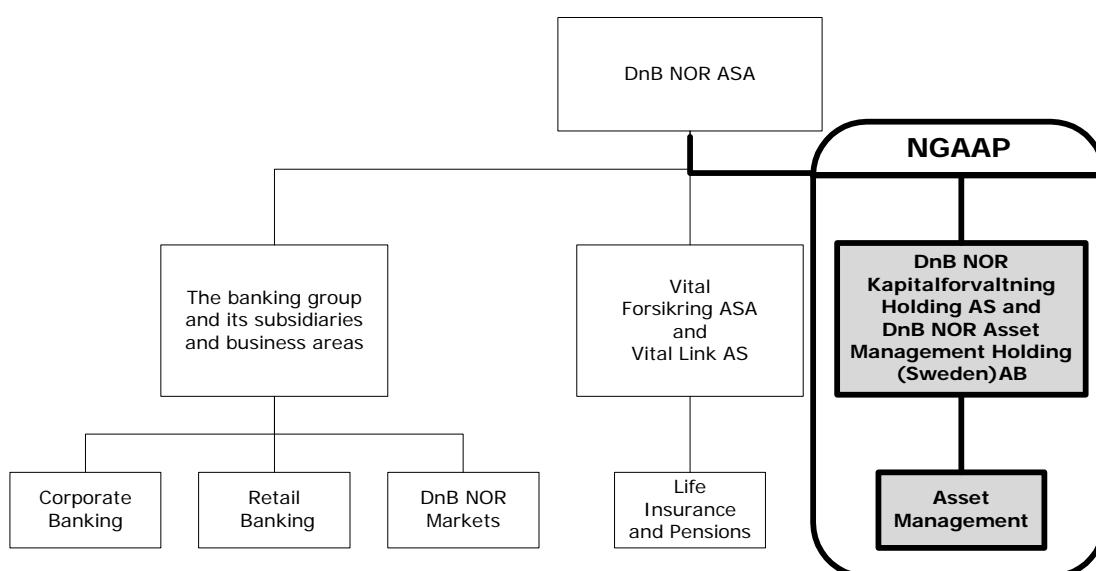 DnB NOR ASA
NGAAP
The banking group
and its subsidiaries
and business areas
Vital
Forsikring ASA
and
Vital Link AS
DnB NOR
Kapitalforvaltning
Holding AS and
DnB NOR Asset
Management Holding
(Sweden)AB
Corporate
Banking
Retail
Banking
DnB NOR
Markets
Life
Insurance
and Pensions
Asset
Management